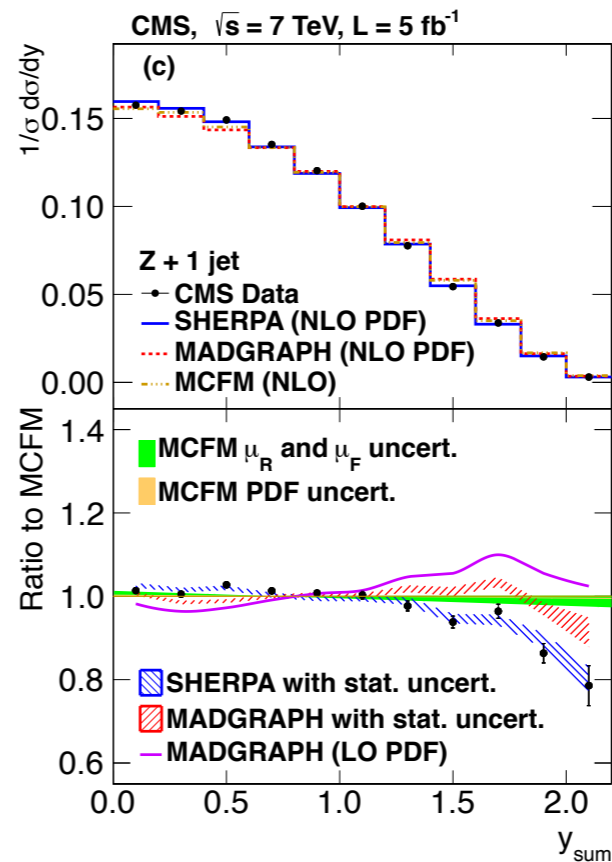 CMS, √s = 7 TeV, L = 5 fb⁻¹
(c)
1/σ dσ/dy
0.15
0.10
0.05
0.00
Z + 1 jet
CMS Data
SHERPA (NLO PDF)
MADGRAPH (NLO PDF)
MCFM (NLO)
Ratio to MCFM
1.4
1.2
1.0
0.8
0.6
MCFM μ_R and μ_F uncert.
MCFM PDF uncert.
SHERPA with stat. uncert.
MADGRAPH with stat. uncert.
MADGRAPH (LO PDF)
0.0 0.5 1.0 1.5 2.0
y_sum